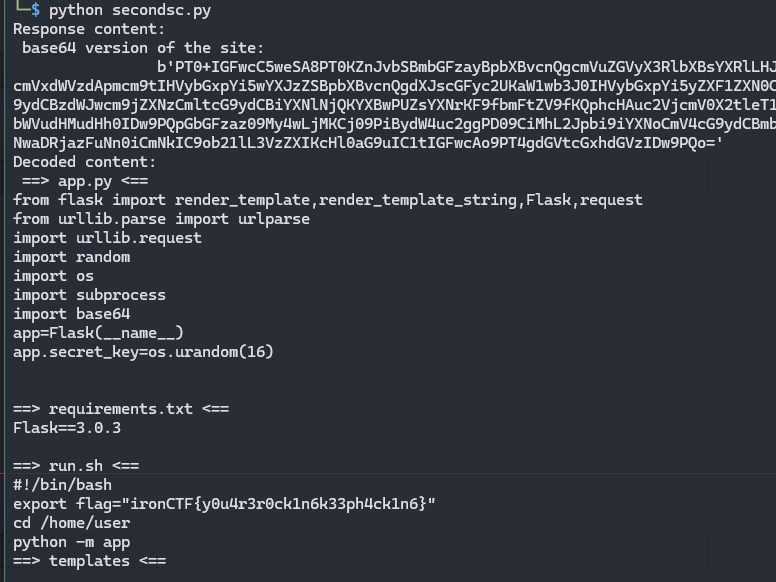 └─$ python secondsc.py
Response content:
base64 version of the site:
b'PT0+IGFwcC5weSA8PT0KZnJvbSBmbGFzayBpbXBvcnQgcmVuZGVyX3RlbXBsYXRlLHJ
cmVxdWVzdApmcm9tIHVybGxpYi5wYXJzZSBpbXBvcnQgdXJscGFyc2UKaW1wb3J0IHVybGxpYi5yZXF1ZXN0C
9ydCBzdWJwcm9jZXNzCmltcG9ydCBiYXNlNjQKYXBwPUZsYXNrKF9fbmFtZV9fKQphcHAuc2VjcmV0X2tleT1
bWVudHMudHh0IDw9PQpGbGFzaz09My4wLjMKCj09PiBydW4uc2ggPD09CiMhL2Jpbi9iYXNoCmV4cG9ydCBmb
NwaDRjazFuNn0iCmNkIC9ob21lL3VzZXIKcHl0aG9uIC1tIGFwcAo9PT4gdGVtcGxhdGVzIDw9PQo='
Decoded content:
==> app.py <==
from flask import render_template,render_template_string,Flask,request
from urllib.parse import urlparse
import urllib.request
import random
import os
import subprocess
import base64
app=Flask(__name__)
app.secret_key=os.urandom(16)
==> requirements.txt <==
Flask==3.0.3
==> run.sh <==
#!/bin/bash
export flag="ironCTF{y0u4r3r0ck1n6k33ph4ck1n6}"
cd /home/user
python -m app
==> templates <==